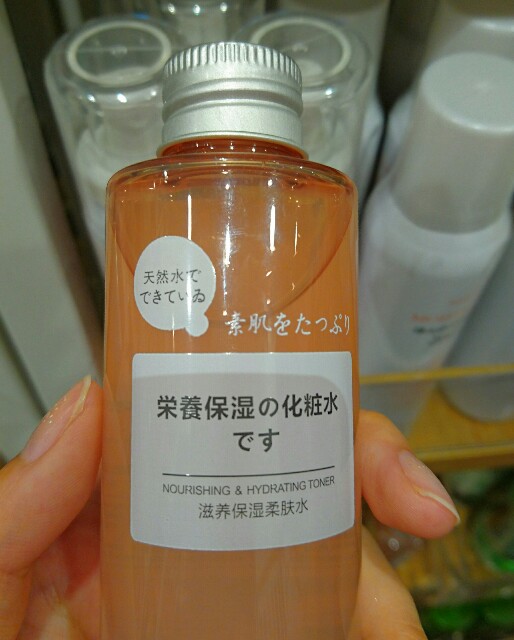 天然水で
できていゐ
素肌をたっぷり
栄養保湿の化粧水
です
NOURISHING & HYDRATING TONER
滋养保湿柔肤水